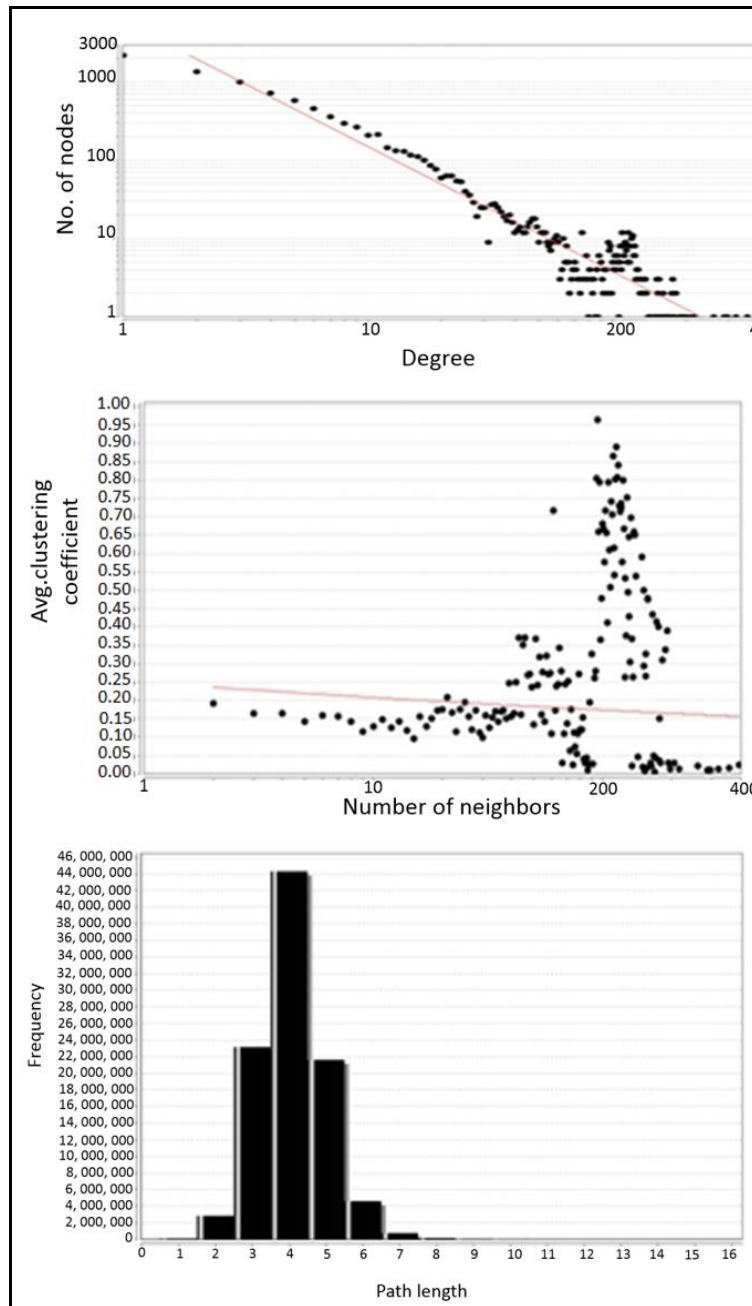 3000
1000
100
10
1
No. of nodes
1
10
200
4
Degree
1.00
0.95
0.90
0.85
0.80
0.75
0.70
0.65
0.60
0.55
0.50
0.45
0.40
0.35
0.30
0.25
0.20
0.15
0.10
0.05
0.00
Avg.clustering
coefficient
1
10
200
400
Number of neighbors
46, 000, 000
44, 000, 000
42, 000, 000
40, 000, 000
38, 000, 000
36, 000, 000
34, 000, 000
32, 000, 000
30, 000, 000
28, 000, 000
26, 000, 000
24, 000, 000
22, 000, 000
20, 000, 000
18, 000, 000
16, 000, 000
14, 000, 000
12, 000, 000
10, 000, 000
8, 000, 000
6, 000, 000
4, 000, 000
2, 000, 000
0
Frequency
0 1 2 3 4 5 6 7 8 9 10 11 12 13 14 15 16
Path length